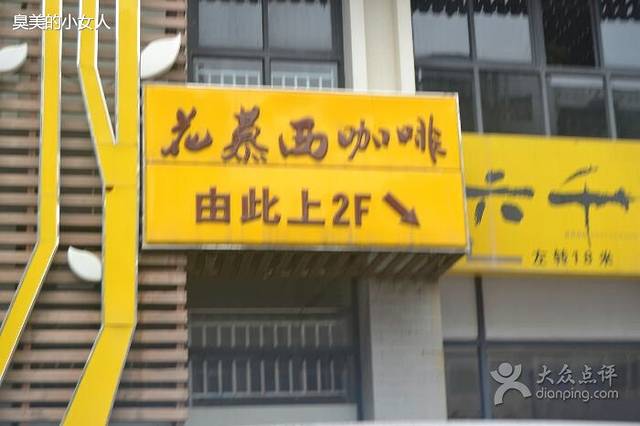 臭美的小女人
花慕西咖啡
由此上2F
六千
左转18米
大众点评
dianping.com